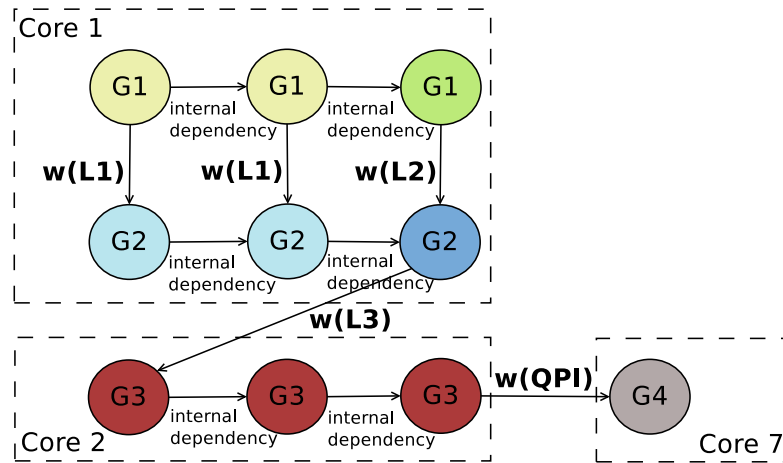 Core 1
G1
G1
G1
internal
dependency
internal
dependency
w(L1)
w(L1)
w(L2)
G2
G2
G2
internal
dependency
internal
dependency
w(L3)
G3
G3
G3
w(QPI)
G4
internal
dependency
internal
dependency
Core 2
Core 7